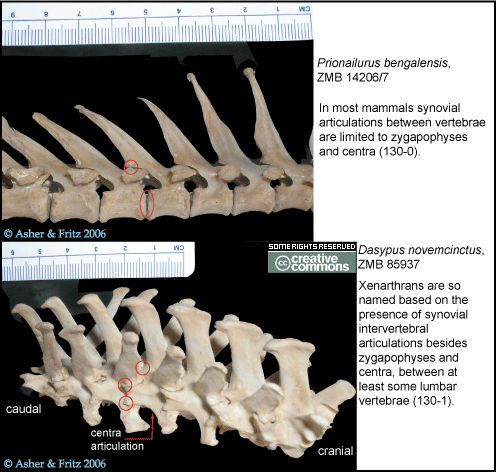 9 8 7 6 5 4 3 2 1 CM
Prionailurus bengalensis,
ZMB 14206/7
In most mammals synovial
articulations between vertebrae
are limited to zygapophyses
and centra (130-0).
© Asher & Fritz 2006
SOME RIGHTS RESERVED
cc creative
commons
6 5 4 3 2 1 CM
Dasypus novemcinctus,
ZMB 85937
Xenarthrans are so
named based on the
presence of synovial
intervertebral
articulations besides
zygapophyses and
centra, between at
least some lumbar
vertebrae (130-1).
caudal
centra
articulation
cranial
© Asher & Fritz 2006